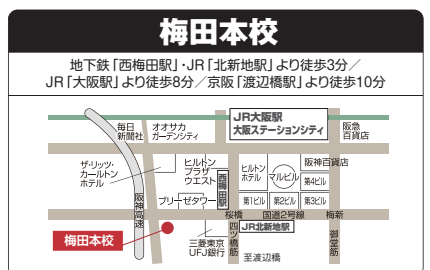 梅田本校
地下鉄「西梅田駅」・JR「北新地駅」より徒歩3分／
JR「大阪駅」より徒歩8分／京阪「渡辺橋駅」より徒歩10分
JR大阪駅
大阪ステーションシティ
毎日
新聞社
オオサカ
ガーデンシティ
阪急
百貨店
ザ・リッツ・
カールトン
ホテル
ヒルトン
プラザ
ウエスト
西梅田駅
ヒルトン
ホテル
マルビル
阪神百貨店
第4ビル
阪神高速
ブリーゼタワー
第1ビル
第2ビル
第3ビル
桜橋
国道2号線
梅新
梅田本校
三菱東京
UFJ銀行
四ツ橋筋
JR北新地駅
御堂筋
至渡辺橋